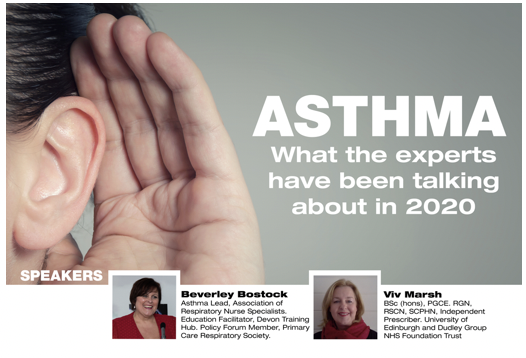 ASTHMA
What the experts
have been talking
about in 2020
SPEAKERS
Beverley Bostock
Asthma Lead, Association of
Respiratory Nurse Specialists.
Education Facilitator, Devon Training
Hub. Policy Forum Member, Primary
Care Respiratory Society.
Viv Marsh
BSc (hons), PGCE. RGN,
RSCN, SCPHN, Independent
Prescriber. University of
Edinburgh and Dudley Group
NHS Foundation Trust